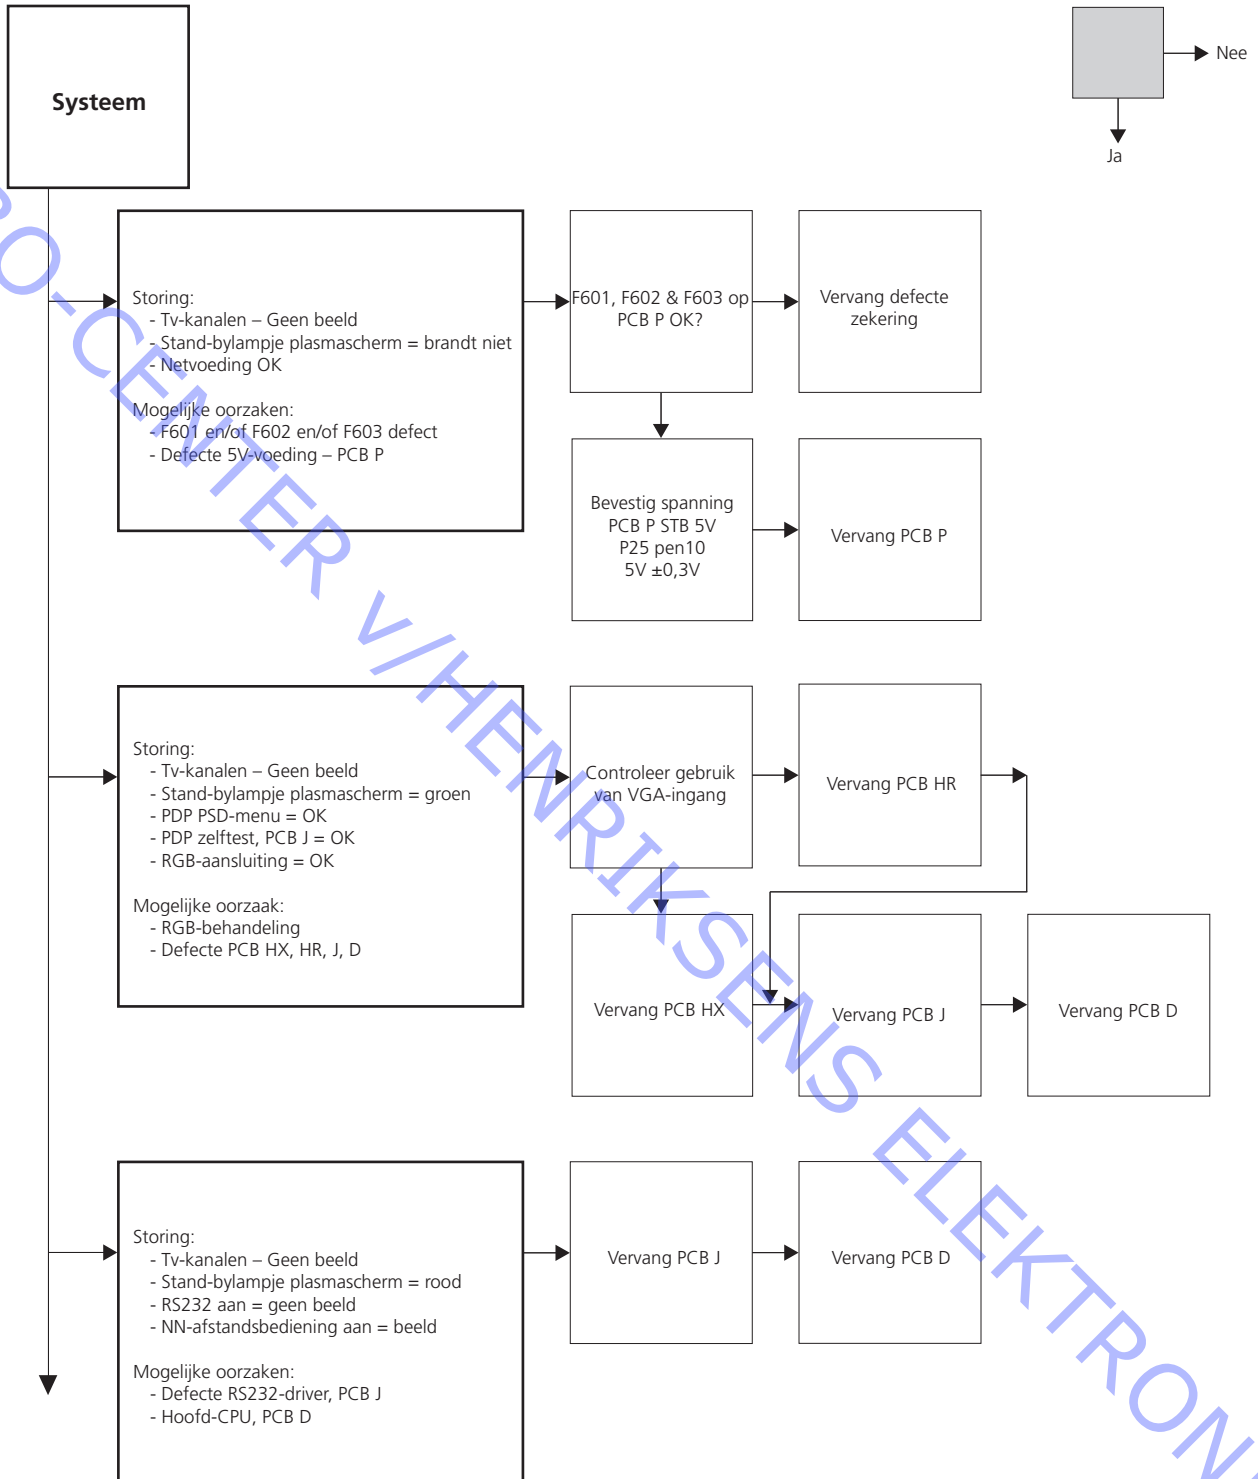 Systeem
Nee
Ja
Storing:
- Tv-kanalen – Geen beeld
- Stand-bylampje plasmascherm = brandt niet
- Netvoeding OK
Mogelijke oorzaken:
- F601 en/of F602 en/of F603 defect
- Defecte 5V-voeding – PCB P
F601, F602 & F603 op
PCB P OK?
Vervang defecte
zekering
Bevestig spanning
PCB P STB 5V
P25 pen10
5V ±0,3V
Vervang PCB P
Storing:
- Tv-kanalen – Geen beeld
- Stand-bylampje plasmascherm = groen
- PDP PSD-menu = OK
- PDP zelftest, PCB J = OK
- RGB-aansluiting = OK
Mogelijke oorzaak:
- RGB-behandeling
- Defecte PCB HX, HR, J, D
Controleer gebruik
van VGA-ingang
Vervang PCB HR
Vervang PCB HX
Vervang PCB J
Vervang PCB D
Storing:
- Tv-kanalen – Geen beeld
- Stand-bylampje plasmascherm = rood
- RS232 aan = geen beeld
- NN-afstandsbediening aan = beeld
Mogelijke oorzaken:
- Defecte RS232-driver, PCB J
- Hoofd-CPU, PCB D
Vervang PCB J
Vervang PCB D
RO-CENTER v/HENRIKSENS ELEKTRON